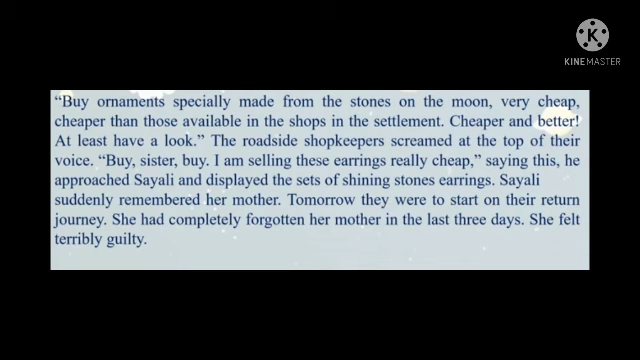 K
KINEMASTER
“Buy ornaments specially made from the stones on the moon, very cheap,
cheaper than those available in the shops in the settlement. Cheaper and better!
At least have a look.” The roadside shopkeepers screamed at the top of their
voice. “Buy, sister, buy. I am selling these earrings really cheap,” saying this, he
approached Sayali and displayed the sets of shining stones earrings. Sayali
suddenly remembered her mother. Tomorrow they were to start on their return
journey. She had completely forgotten her mother in the last three days. She felt
terribly guilty.